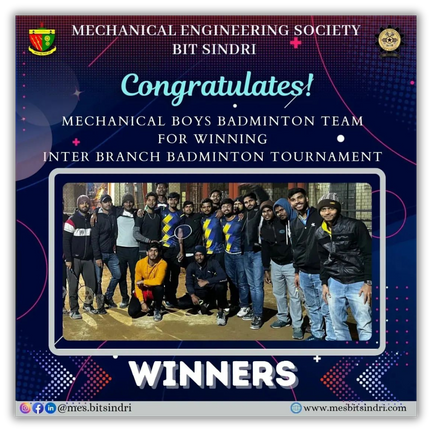 MECHANICAL ENGINEERING SOCIETY
BIT SINDRI
Congratulates!
MECHANICAL BOYS BADMINTON TEAM
FOR WINNING
INTER BRANCH BADMINTON TOURNAMENT
WINNERS
@mes.bitsindri
www.mesbitsindri.com